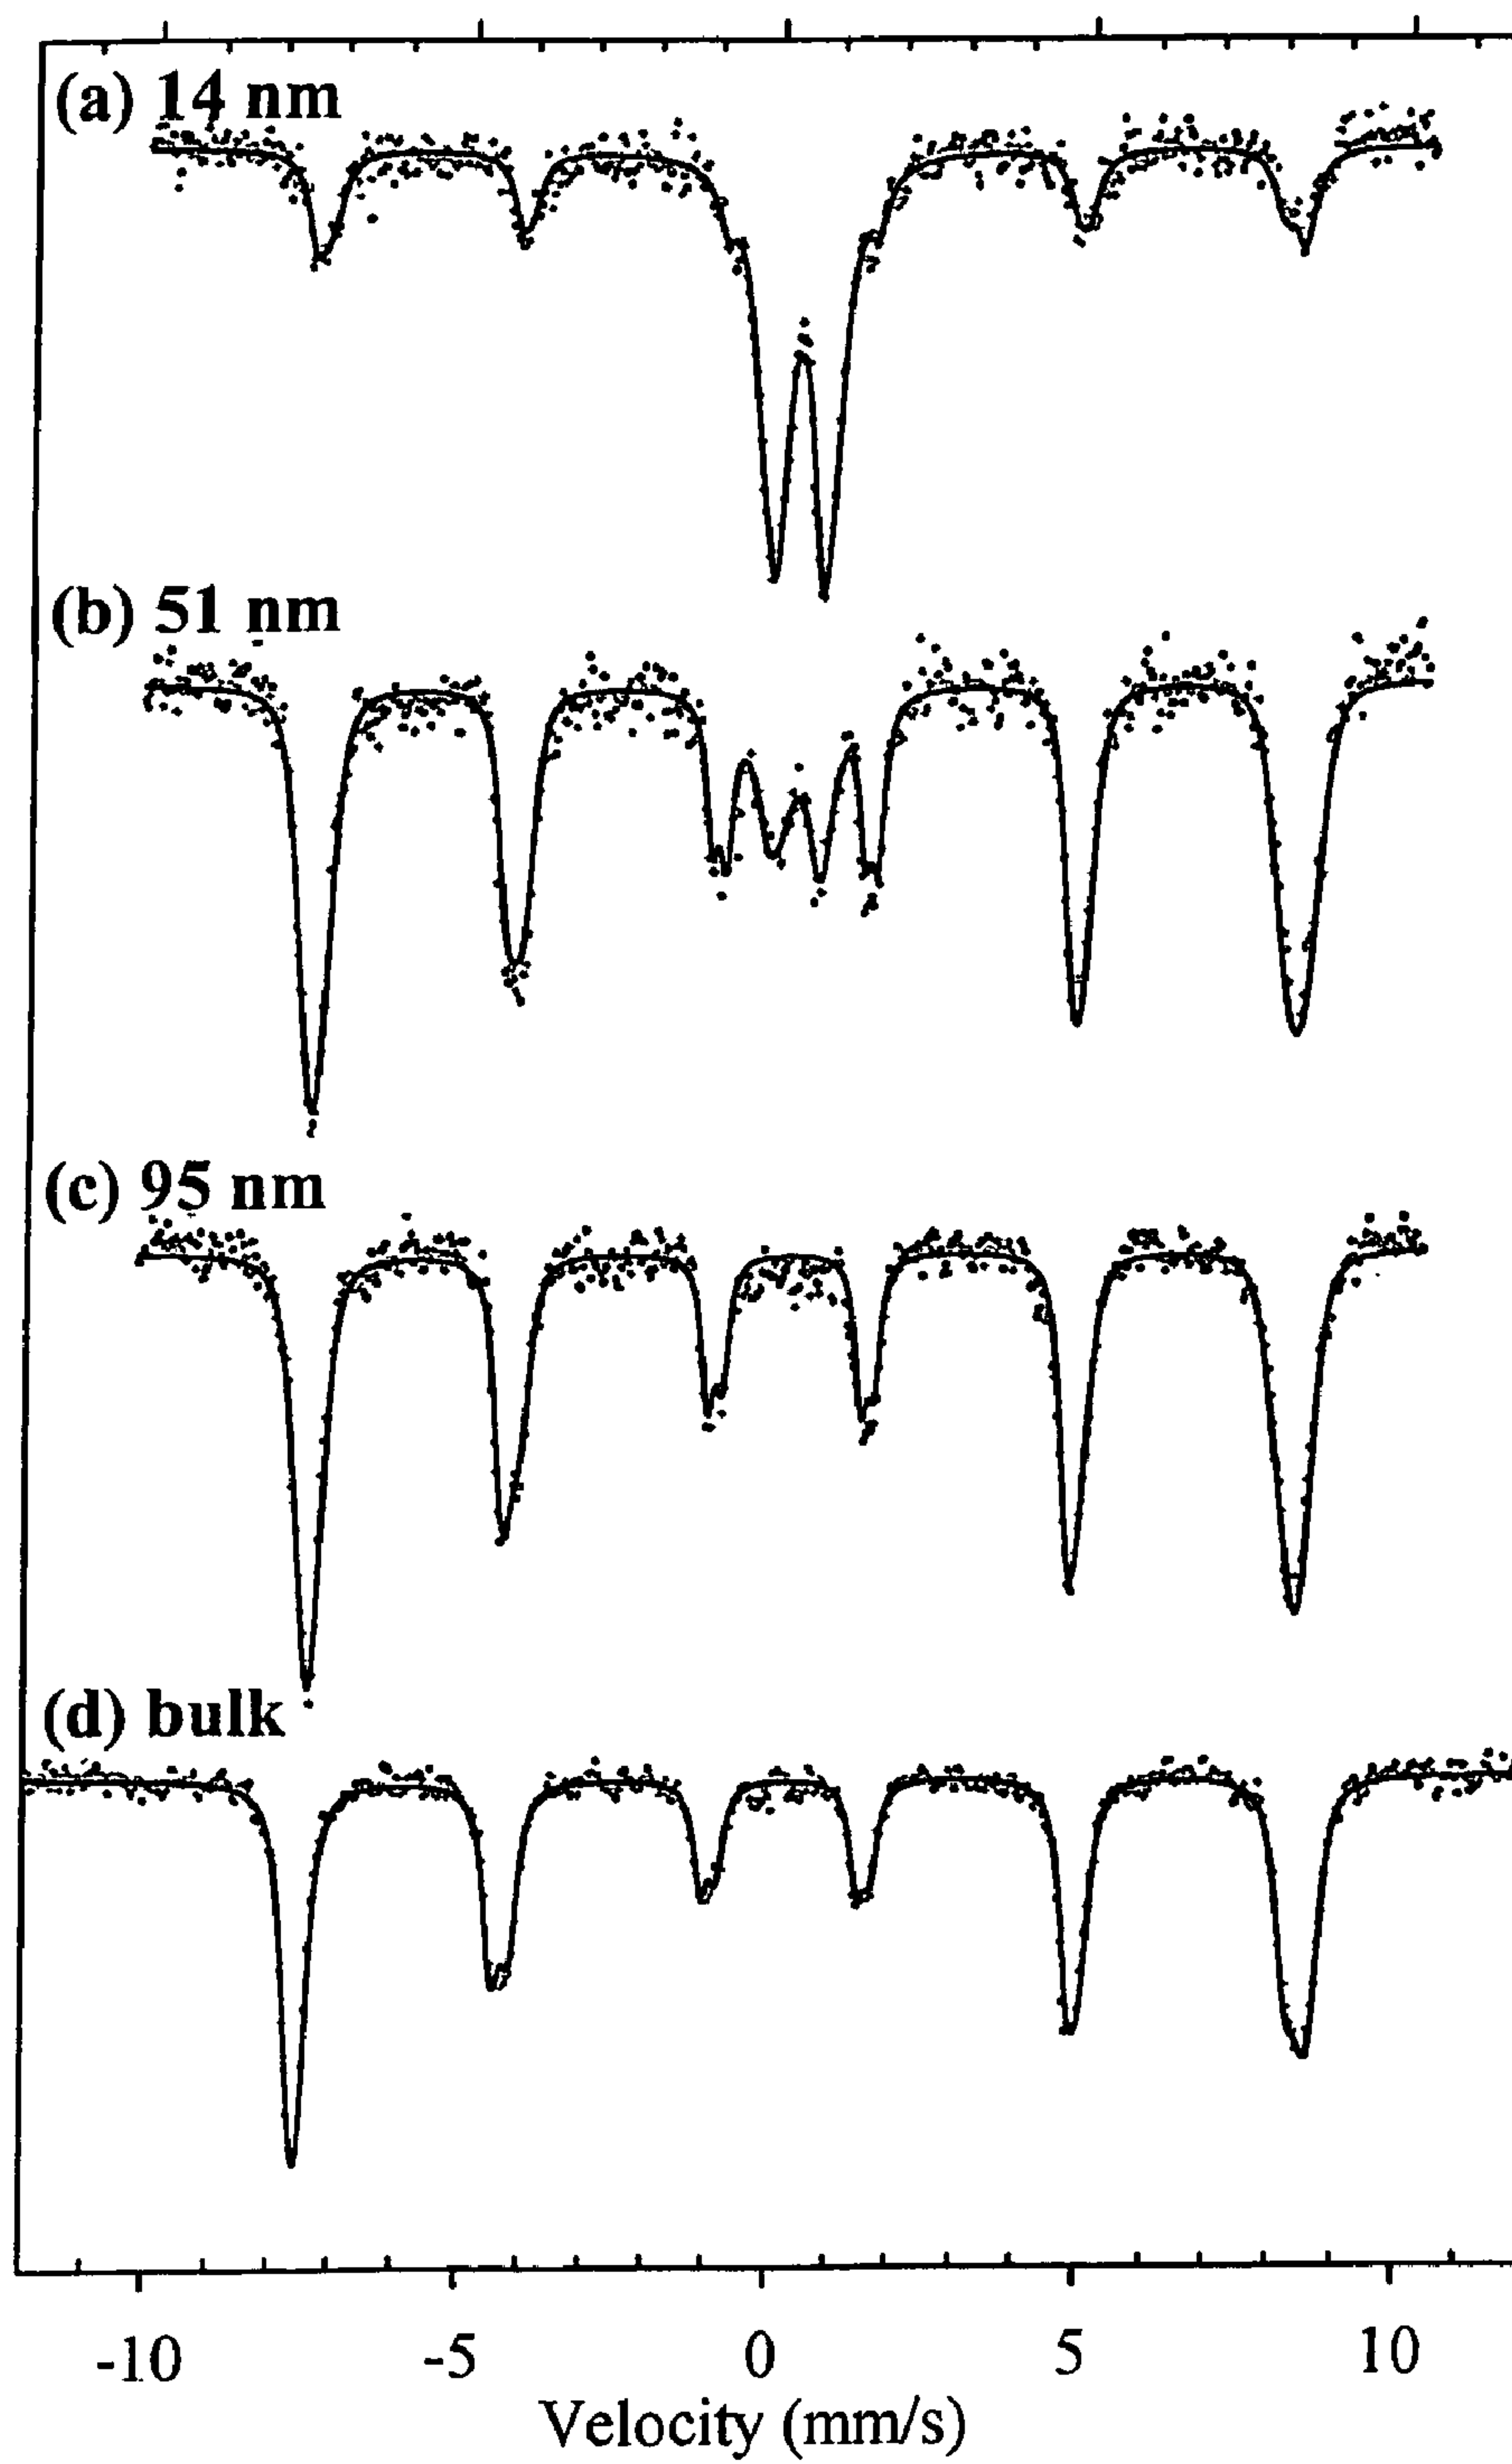 (a) 14 nm
(b) 51 nm
(c) 95 nm
(d) bulk
-10 -5 0 5 10
Velocity (mm/s)